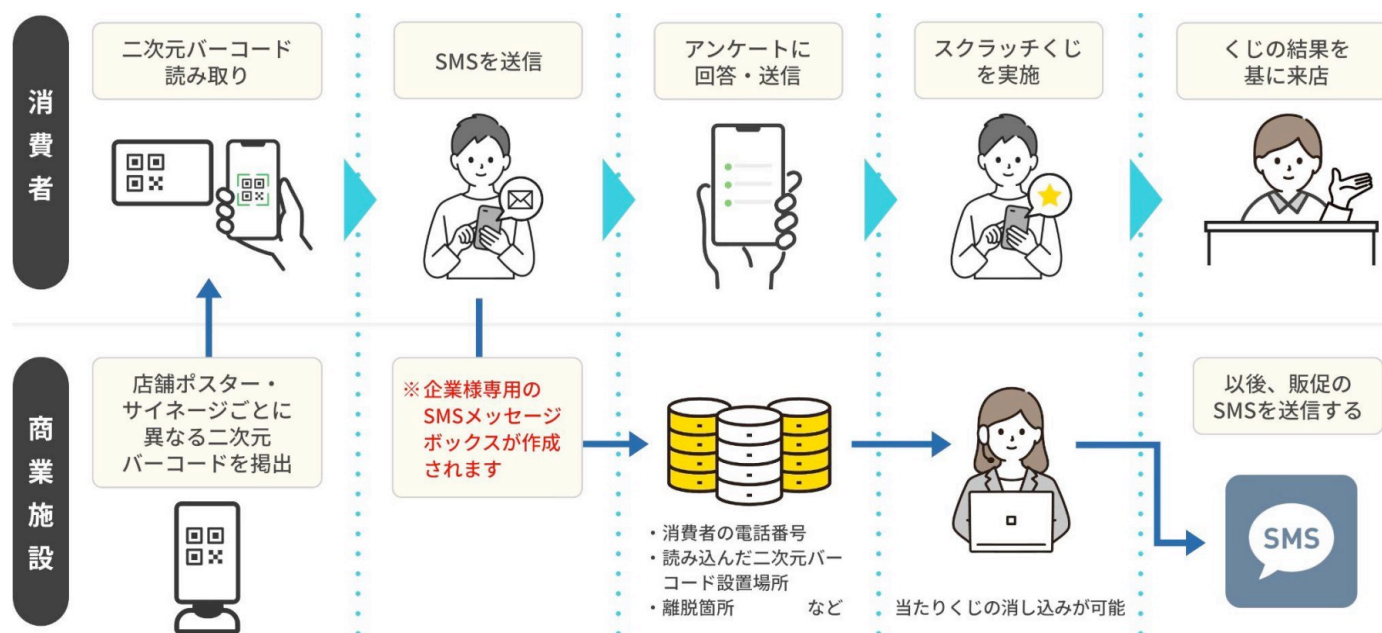 消費者
二次元バーコード
読み取り
SMSを送信
アンケートに
回答・送信
スクラッチくじ
を実施
くじの結果を
基に来店
商業施設
店舗ポスター・
サイネージごとに
異なる二次元
バーコードを掲出
※企業様専用の
SMSメッセージ
ボックスが作成
されます
・消費者の電話番号
・読み込んだ二次元バー
コード設置場所
・離脱箇所 など
当たりくじの消し込みが可能
以後、販促の
SMSを送信する
SMS